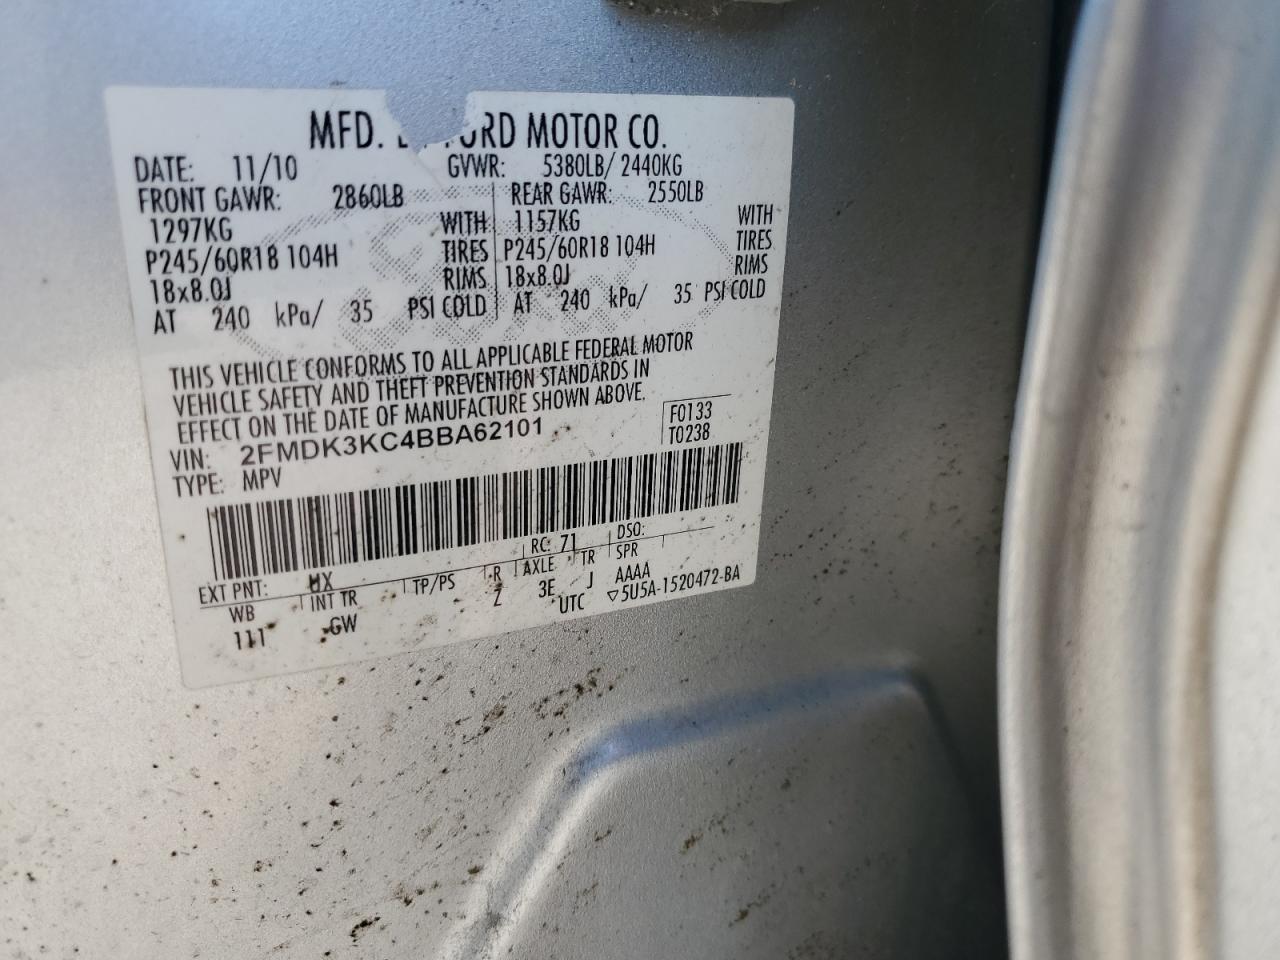 MFD. ORD MOTOR CO.
DATE: 11/10 GVWR: 5380LB/ 2440KG
FRONT GAWR: 2860LB REAR GAWR: 2550LB
1297KG WITH 1157KG WITH
P245/60R18 104H TIRES P245/60R18 104H TIRES
18x8.0J RIMS 18x8.0J RIMS
AT 240 kPa/ 35 PSI COLD AT 240 kPa/ 35 PSI COLD
THIS VEHICLE CONFORMS TO ALL APPLICABLE FEDERAL MOTOR
VEHICLE SAFETY AND THEFT PREVENTION STANDARDS IN
EFFECT ON THE DATE OF MANUFACTURE SHOWN ABOVE.
VIN: 2FMDK3KC4BBA62101 F0133
TYPE: MPV T0238
EXT PNT: UX RC: 71 DSO:
WB INT TR TP/PS R AXLE TR SPR
111 GW Z 3E J AAAA
UTC ▽5U5A-1520472-BA